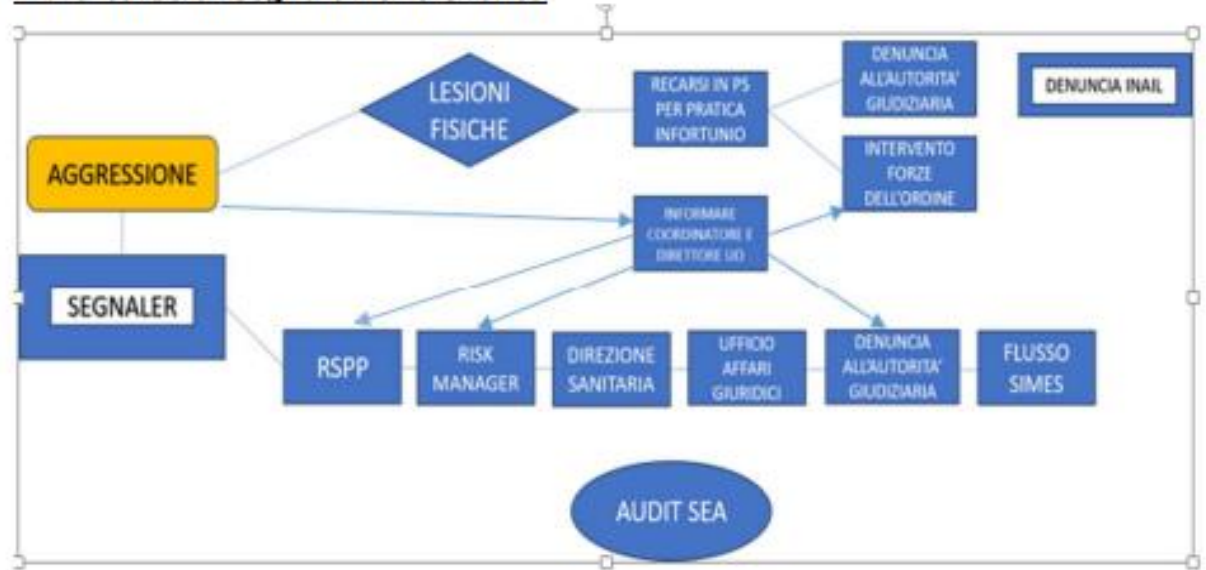 LESIONI
FISICHE
RECARSI IN PS
PER PRATICA
INFORTUNIO
DENUNCIA
ALL'AUTORITA'
GIUDIZIARIA
DENUNCIA INAIL
AGGRESSIONE
INTERVENTO
FORZE
DELL'ORDINE
INFORMARE
COORDINATORE E
DIRETTORE UO
SEGNALER
RSPP
RISK
MANAGER
DIREZIONE
SANITARIA
UFFICIO
AFFARI
GIURIDICI
DENUNCIA
ALL'AUTORITA'
GIUDIZIARIA
FLUSSO
SIMES
AUDIT SEA